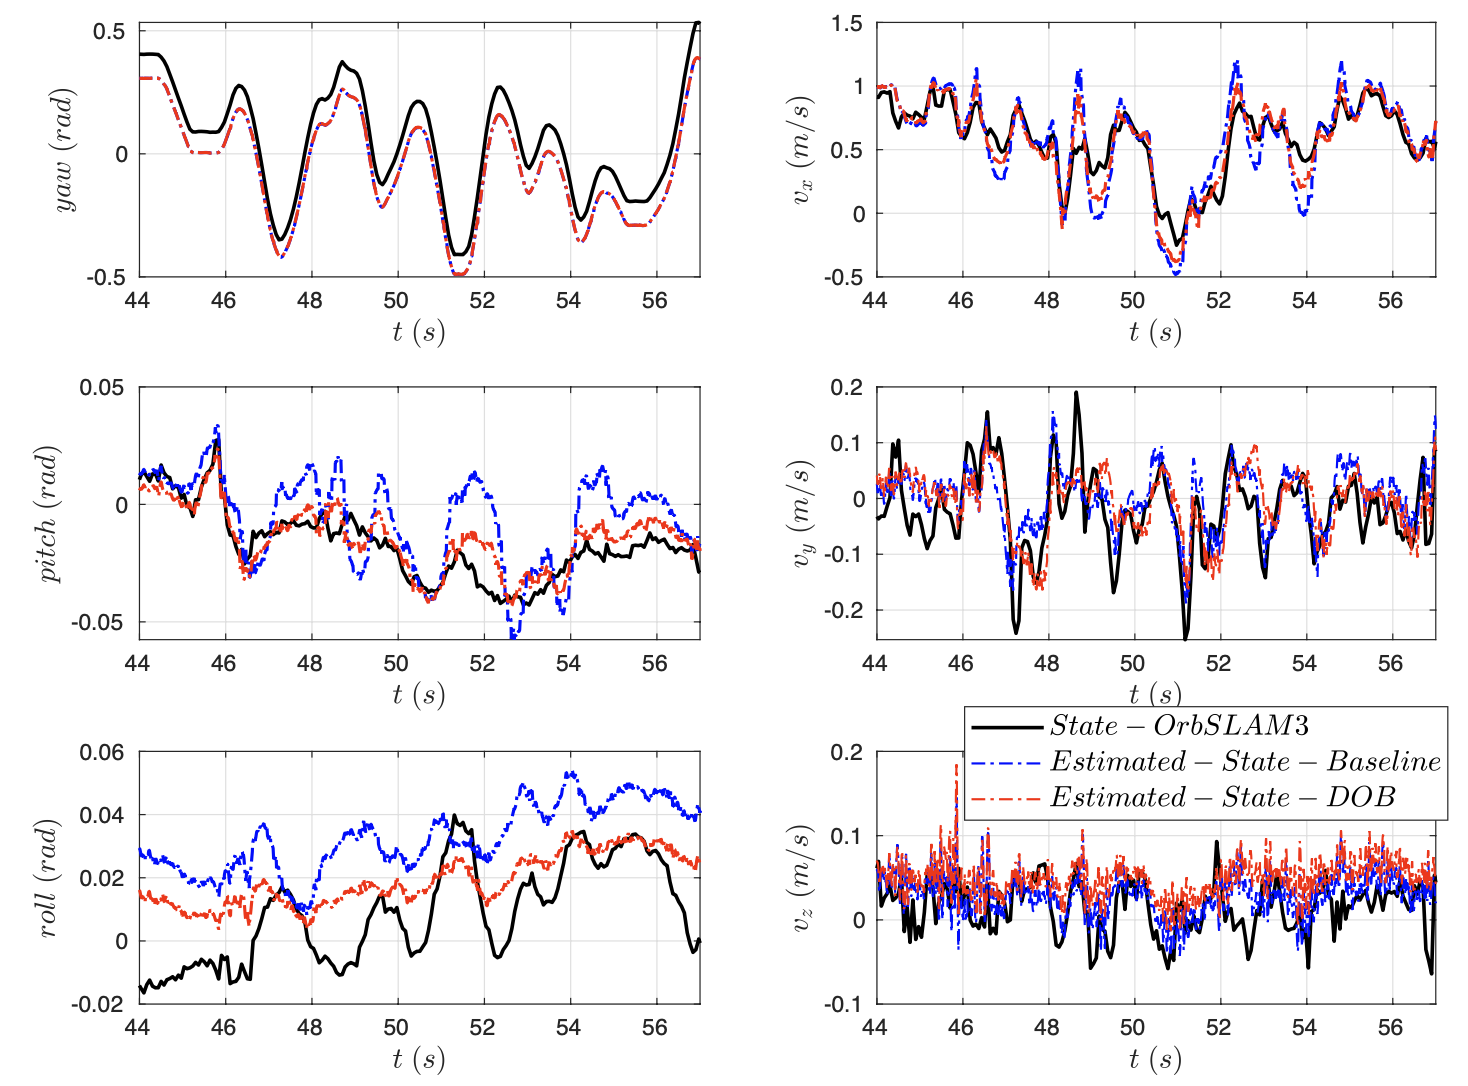 0.5
0
-0.5
yaw (rad)
44 46 48 50 52 54 56
t (s)
1.5
1
0.5
0
-0.5
v_x (m/s)
44 46 48 50 52 54 56
t (s)
0.05
0
-0.05
pitch (rad)
44 46 48 50 52 54 56
t (s)
0.2
0.1
0
-0.1
-0.2
v_y (m/s)
44 46 48 50 52 54 56
t (s)
State − OrbSLAM3
Estimated − State − Baseline
Estimated − State − DOB
0.06
0.04
0.02
0
-0.02
roll (rad)
44 46 48 50 52 54 56
t (s)
0.2
0.1
0
-0.1
v_z (m/s)
44 46 48 50 52 54 56
t (s)